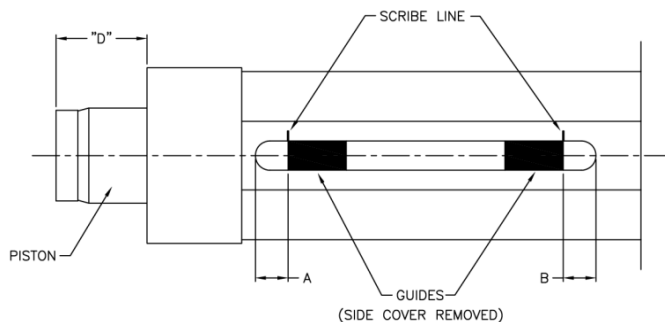 SCRIBE LINE
"D"
PISTON
A
B
GUIDES
(SIDE COVER REMOVED)